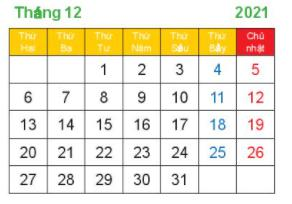 Tháng 12 2021
Thứ Hai Thứ Ba Thứ Tư Thứ Năm Thứ Sáu Thứ Bảy Chủ nhật
1 2 3 4 5
6 7 8 9 10 11 12
13 14 15 16 17 18 19
20 21 22 23 24 25 26
27 28 29 30 31